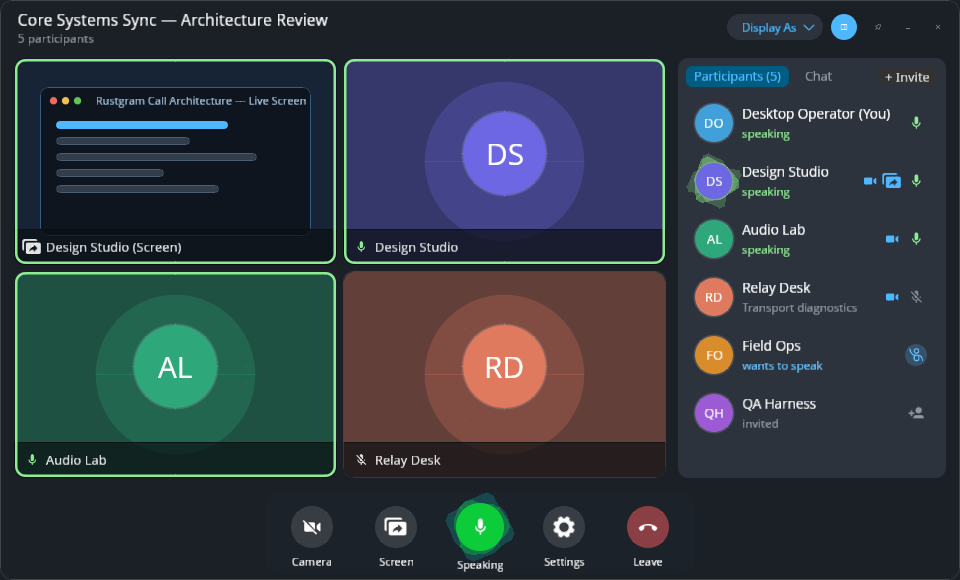 Core Systems Sync — Architecture Review
5 participants
Display As
Rustgram Call Architecture — Live Screen
Design Studio (Screen)
DS
Design Studio
AL
Audio Lab
RD
Relay Desk
Participants (5)
Chat
+ Invite
DO
Desktop Operator (You)
speaking
DS
Design Studio
speaking
AL
Audio Lab
speaking
RD
Relay Desk
Transport diagnostics
FO
Field Ops
wants to speak
QH
QA Harness
invited
Camera
Screen
Speaking
Settings
Leave